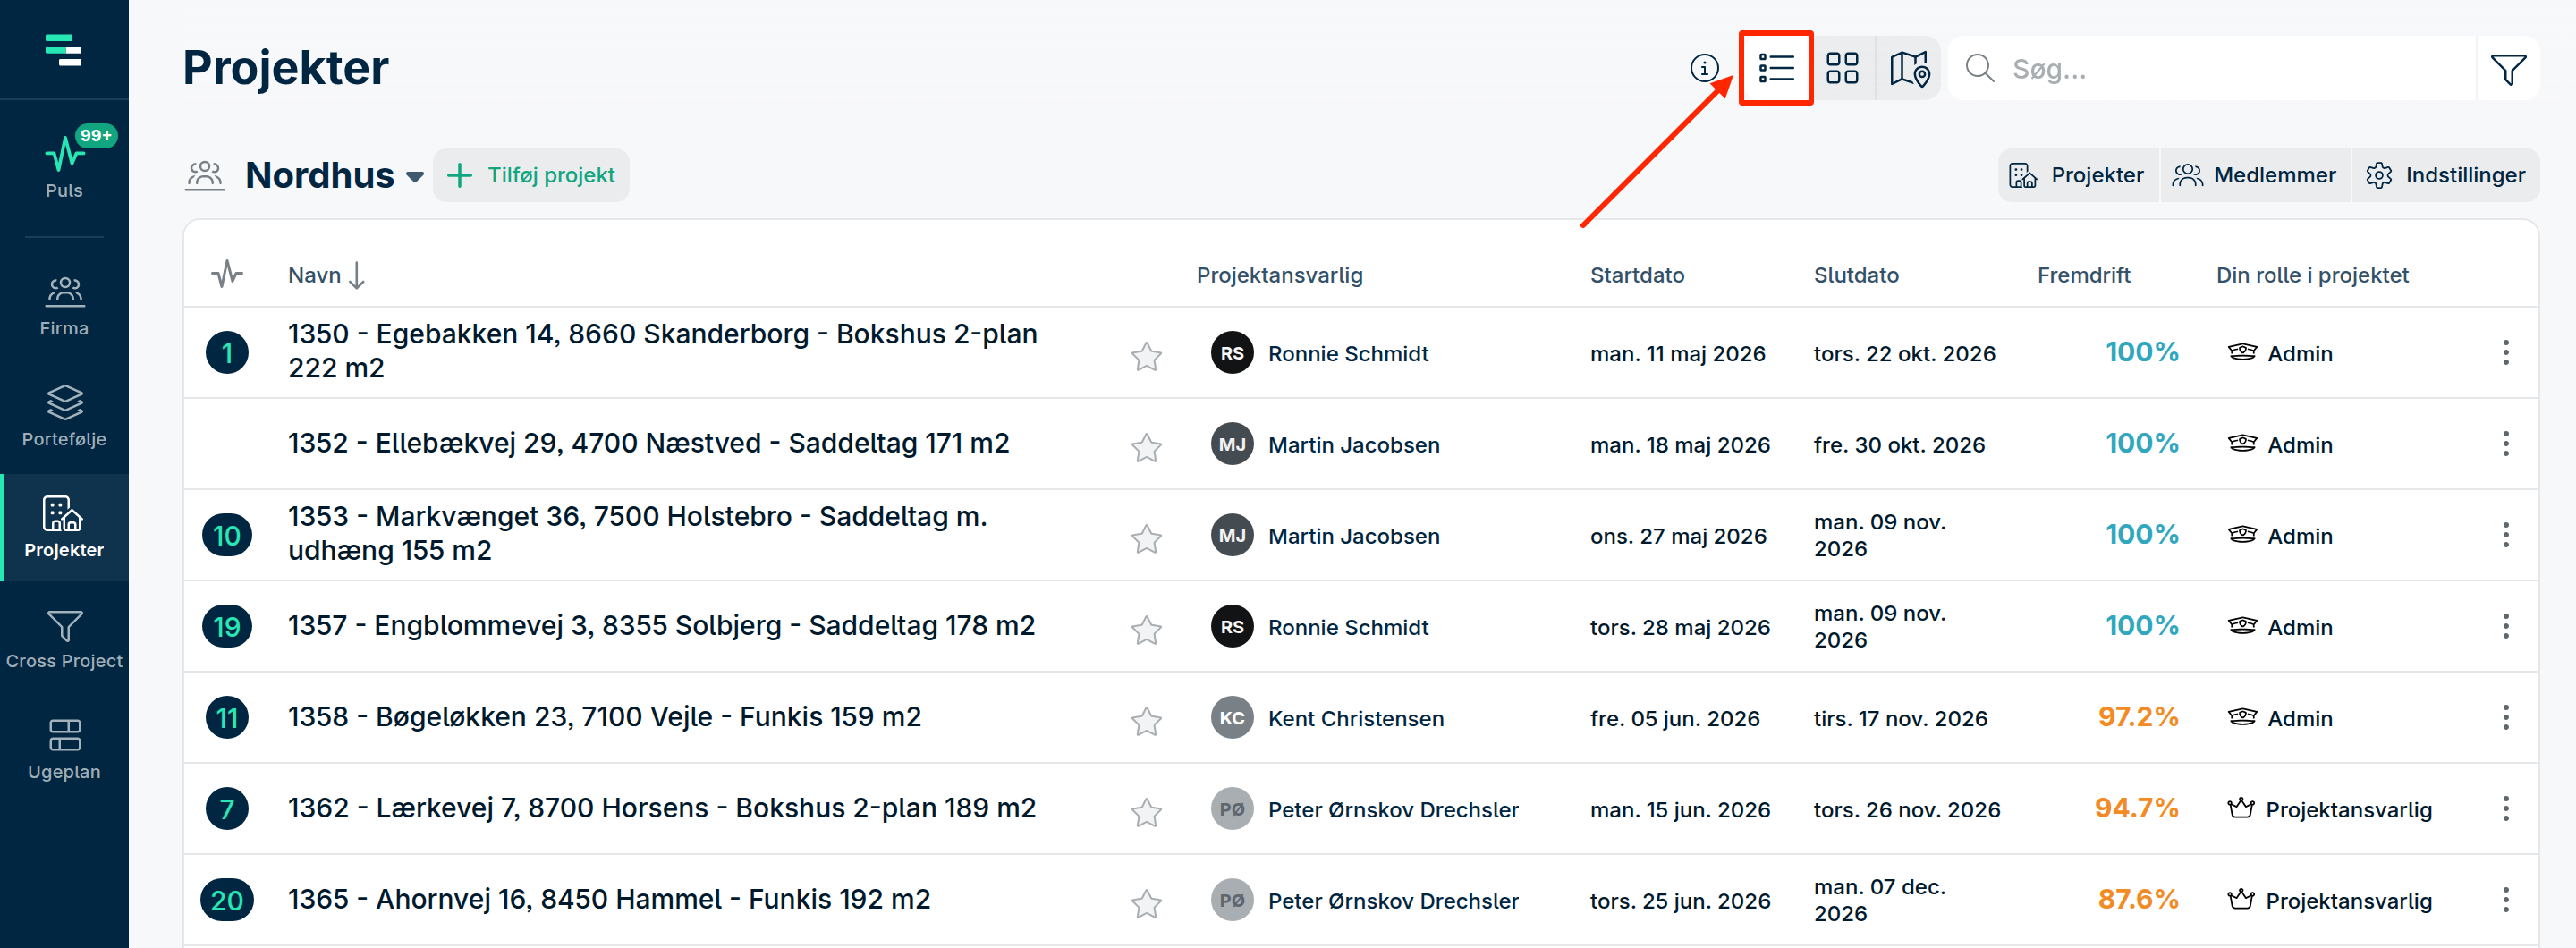 Projekter
Søg...
99+
Puls
Nordhus
Tilføj projekt
Projekter
Medlemmer
Indstillinger
Firma
Portefølje
Projekter
Cross Project
Ugeplan
Navn
Projektansvarlig
Startdato
Slutdato
Fremdrift
Din rolle i projektet
1
1350 - Egebakken 14, 8660 Skanderborg - Bokshus 2-plan
222 m2
RS
Ronnie Schmidt
man. 11 maj 2026
tors. 22 okt. 2026
100%
Admin
1352 - Ellebækvej 29, 4700 Næstved - Saddeltag 171 m2
MJ
Martin Jacobsen
man. 18 maj 2026
fre. 30 okt. 2026
100%
Admin
10
1353 - Markvænget 36, 7500 Holstebro - Saddeltag m.
udhæng 155 m2
MJ
Martin Jacobsen
ons. 27 maj 2026
man. 09 nov.
2026
100%
Admin
19
1357 - Engblommevej 3, 8355 Solbjerg - Saddeltag 178 m2
RS
Ronnie Schmidt
tors. 28 maj 2026
man. 09 nov.
2026
100%
Admin
11
1358 - Bøgeløkken 23, 7100 Vejle - Funkis 159 m2
KC
Kent Christensen
fre. 05 jun. 2026
tirs. 17 nov. 2026
97.2%
Admin
7
1362 - Lærkevej 7, 8700 Horsens - Bokshus 2-plan 189 m2
PØ
Peter Ørnskov Drechsler
man. 15 jun. 2026
tors. 26 nov. 2026
94.7%
Projektansvarlig
20
1365 - Ahornvej 16, 8450 Hammel - Funkis 192 m2
PØ
Peter Ørnskov Drechsler
tors. 25 jun. 2026
man. 07 dec.
2026
87.6%
Projektansvarlig